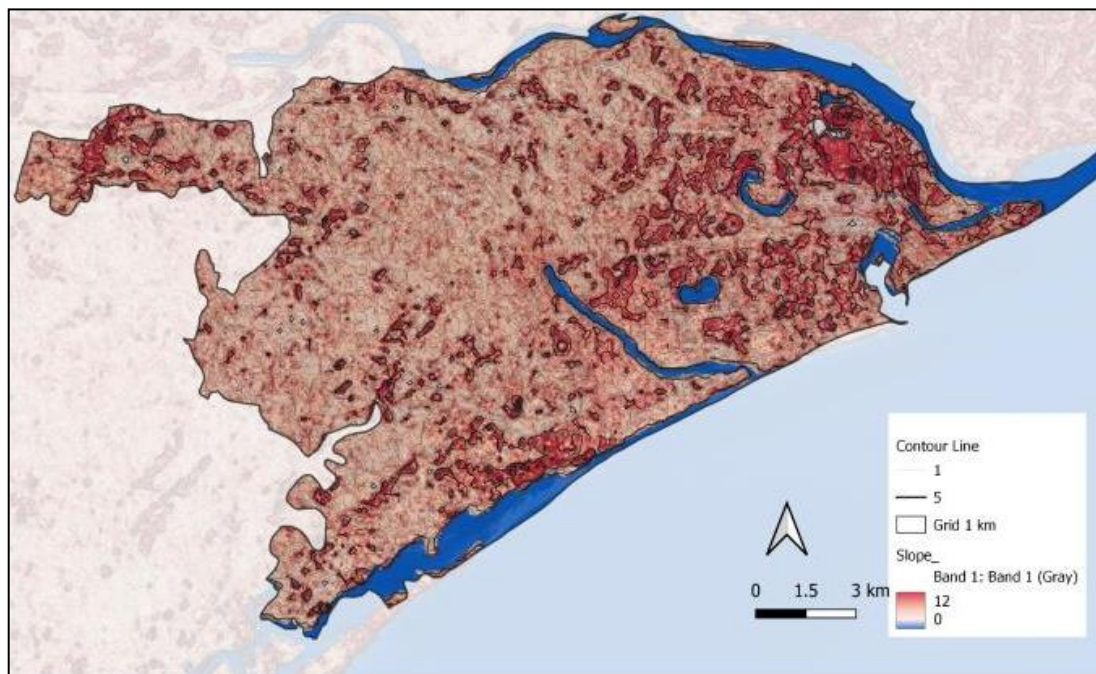 Contour Line
1
5
Grid 1 km
Slope_
Band 1: Band 1 (Gray)
12
0
0 1.5 3 km